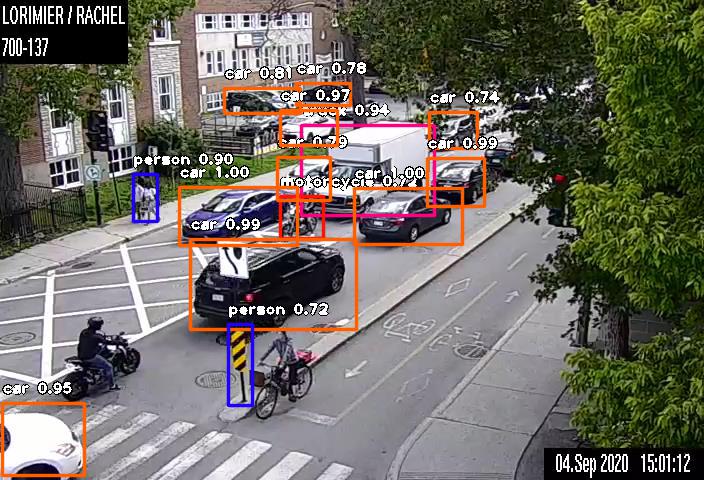 LORIMIER / RACHEL
700-137
car 0.81
car 0.78
car 0.97
truck 0.94
car 0.74
car 0.79
car 0.99
person 0.90
car 1.00
car 1.00
motorcycle 0.72
car 0.99
person 0.72
car 0.95
04.Sep 2020 15:01:12